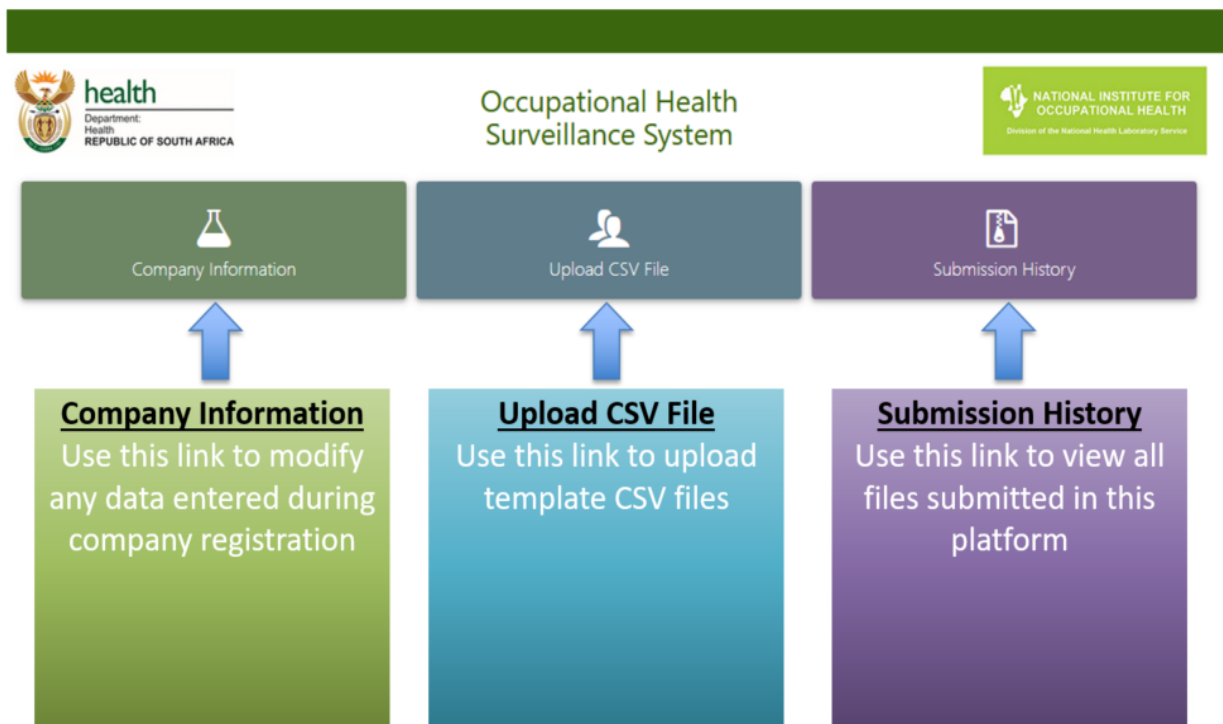 health
Department:
Health
REPUBLIC OF SOUTH AFRICA
Occupational Health
Surveillance System
NATIONAL INSTITUTE FOR
OCCUPATIONAL HEALTH
Division of the National Health Laboratory Service
Company Information
Upload CSV File
Submission History
Company Information
Use this link to modify
any data entered during
company registration
Upload CSV File
Use this link to upload
template CSV files
Submission History
Use this link to view all
files submitted in this
platform